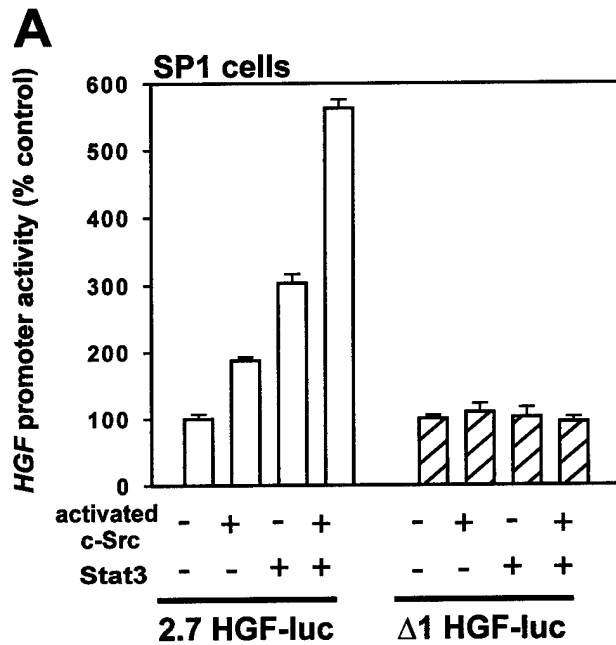 A
SP1 cells
HGF promoter activity (% control)
600
500
400
300
200
100
0
activated
c-Src
- + - + - + - +
Stat3
- - + + - - + +
2.7 HGF-luc
Δ1 HGF-luc